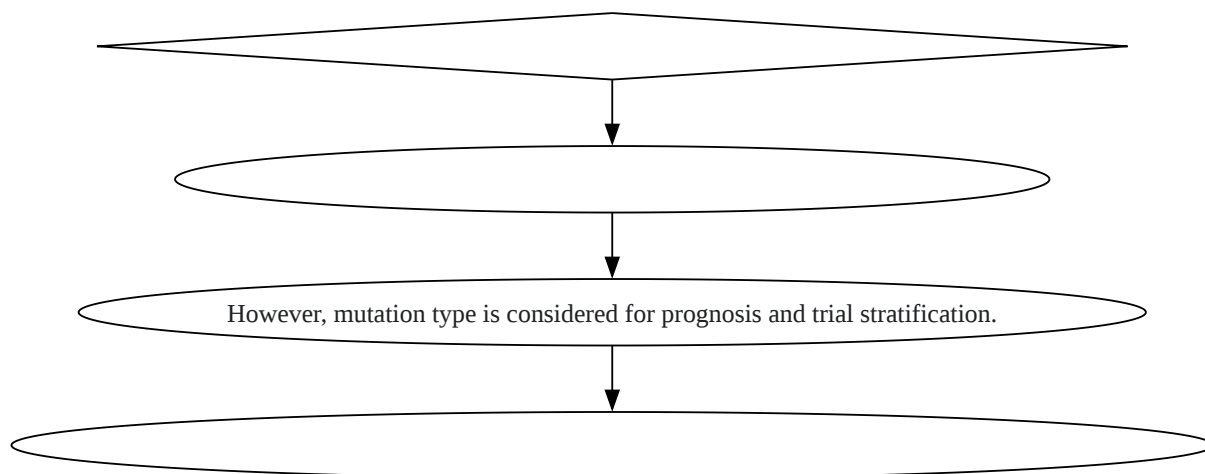 However, mutation type is considered for prognosis and trial stratification.